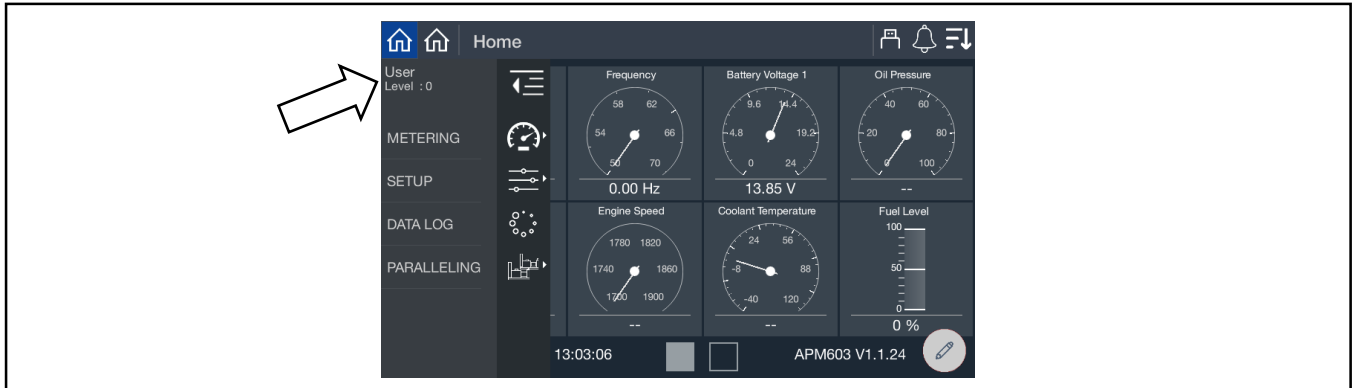 Home
User
Level : 0
METERING
SETUP
DATA LOG
PARALLELING
Frequency
58 62
54 66
50 70
0.00 Hz
Battery Voltage 1
9.6 14.4
4.8 19.2
0 24
13.85 V
Oil Pressure
40 60
20 80
0 100
--
Engine Speed
1780 1820
1740 1860
1700 1900
--
Coolant Temperature
24 56
-8 88
-40 120
--
Fuel Level
100
50
0
0 %
13:03:06
APM603 V1.1.24